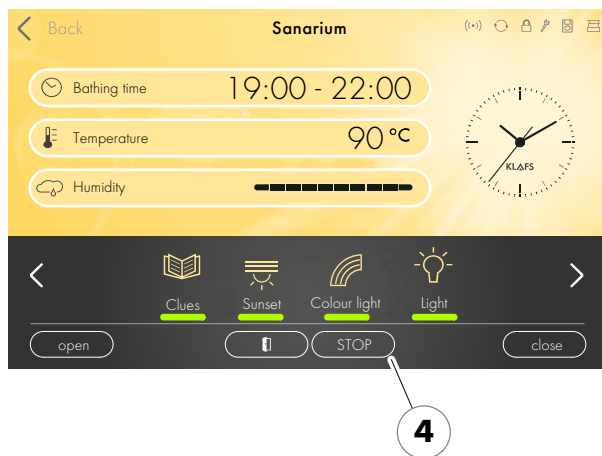 Back
Sanarium
Bathing time
19:00 - 22:00
Temperature
90 °C
Humidity
KLAFS
Clues
Sunset
Colour light
Light
open
STOP
close
4